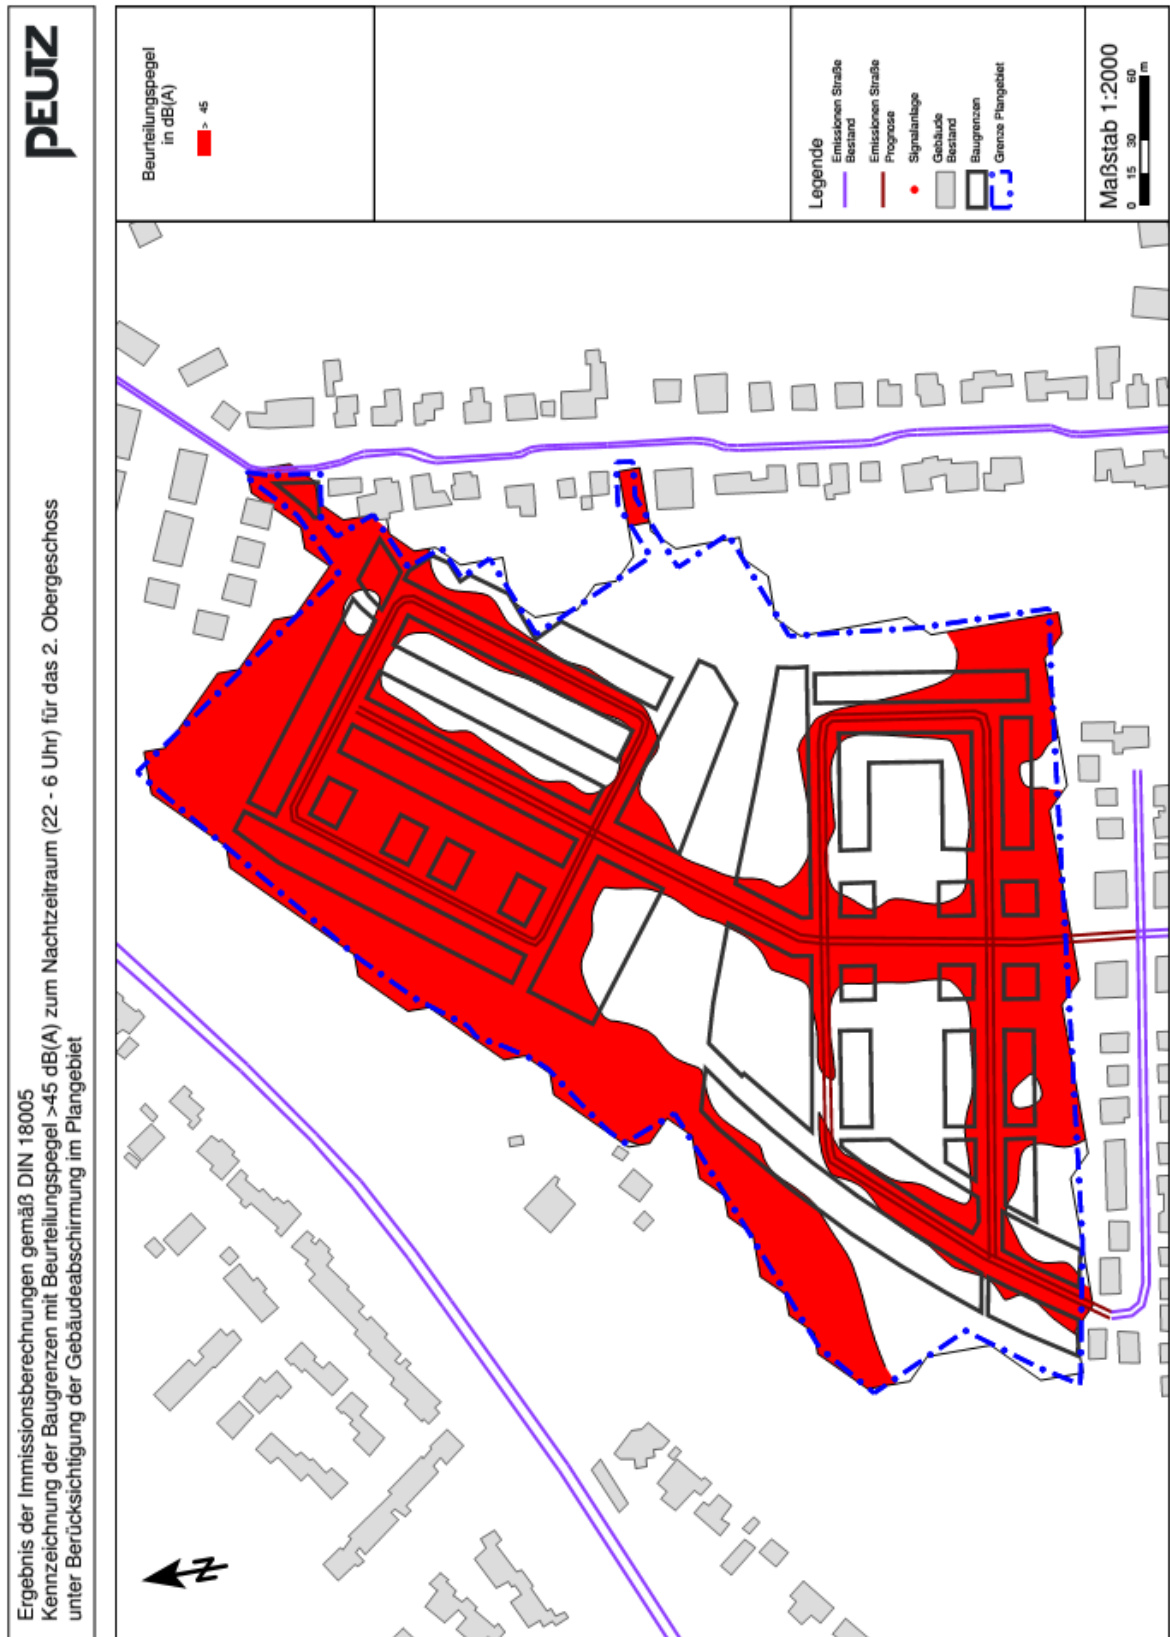 Ergebnis der Immissionsberechnungen gemäß DIN 18005
Kennzeichnung der Baugrenzen mit Beurteilungspegel >45 dB(A) zum Nachtzeitraum (22 - 6 Uhr) für das 2. Obergeschoss
unter Berücksichtigung der Gebäudeabschirmung im Plangebiet
PEUTZ
Beurteilungspegel
in dB(A)
> 45
Legende
Emissionen Straße
Bestand
Emissionen Straße
Prognose
Signalanlage
Gebäude
Bestand
Baugrenzen
Grenze Plangebiet
Maßstab 1:2000
0 15 30 60 m
N